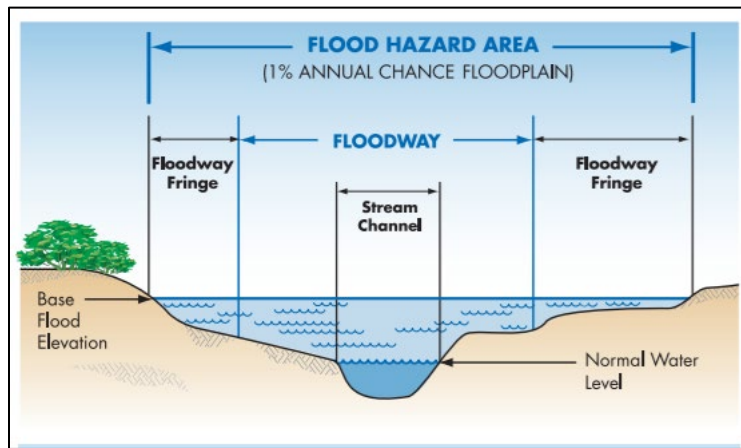 FLOOD HAZARD AREA
(1% ANNUAL CHANCE FLOODPLAIN)
FLOODWAY
Floodway
Fringe
Floodway
Fringe
Stream
Channel
Base
Flood
Elevation
Normal Water
Level